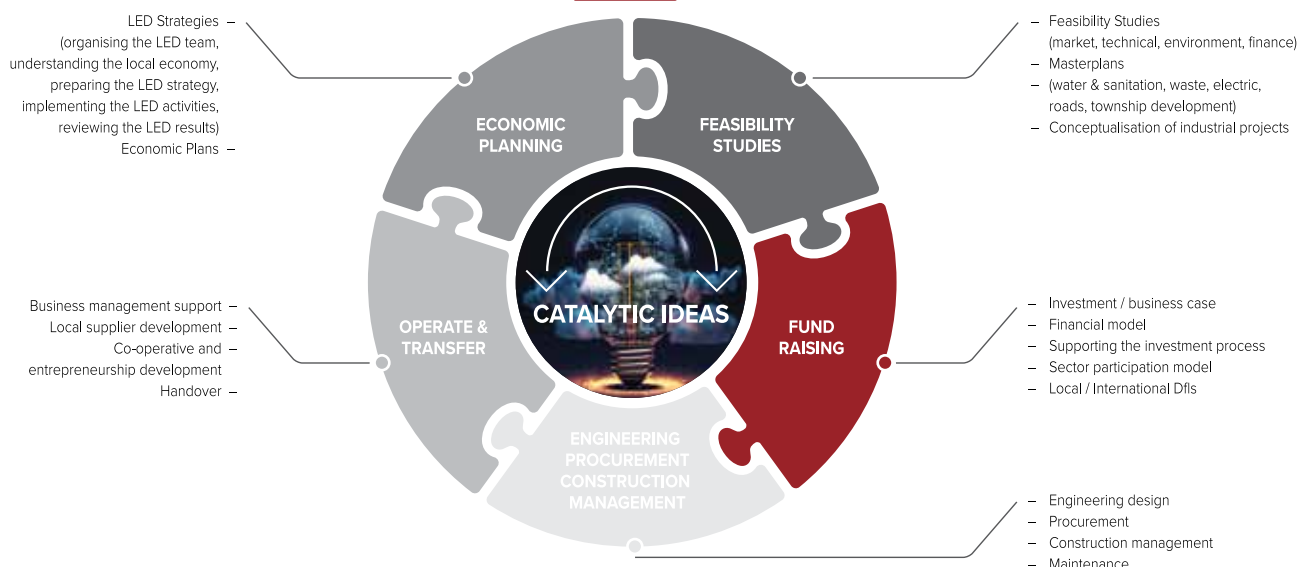 LED Strategies –
(organising the LED team,
understanding the local economy,
preparing the LED strategy,
implementing the LED activities,
reviewing the LED results)
Economic Plans –
– Feasibility Studies
(market, technical, environment, finance)
– Masterplans
– (water & sanitation, waste, electric,
roads, township development)
– Conceptualisation of industrial projects
ECONOMIC
PLANNING
FEASIBILITY
STUDIES
CATALYTIC IDEAS
Business management support –
Local supplier development –
Co-operative and –
entrepreneurship development
Handover –
OPERATE &
TRANSFER
FUND
RAISING
– Investment / business case
– Financial model
– Supporting the investment process
– Sector participation model
– Local / International DfIs
ENGINEERING
PROCUREMENT
CONSTRUCTION
MANAGEMENT
– Engineering design
– Procurement
– Construction management
– Maintenance